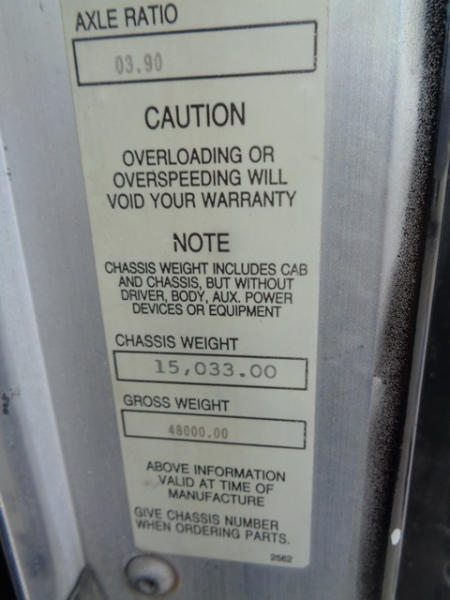 AXLE RATIO
03.90
CAUTION
OVERLOADING OR
OVERSPEEDING WILL
VOID YOUR WARRANTY
NOTE
CHASSIS WEIGHT INCLUDES CAB
AND CHASSIS, BUT WITHOUT
DRIVER, BODY, AUX. POWER
DEVICES OR EQUIPMENT
CHASSIS WEIGHT
15,033.00
GROSS WEIGHT
48000.00
ABOVE INFORMATION
VALID AT TIME OF
MANUFACTURE
GIVE CHASSIS NUMBER
WHEN ORDERING PARTS.
2562